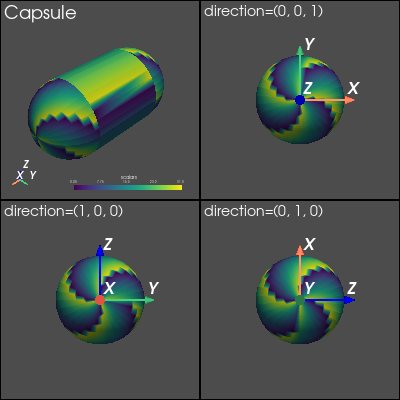 Capsule
direction=(0, 0, 1)
Y
Z
X
Z
X Y
scalars
direction=(1, 0, 0)
Z
X
Y
direction=(0, 1, 0)
X
Y
Z